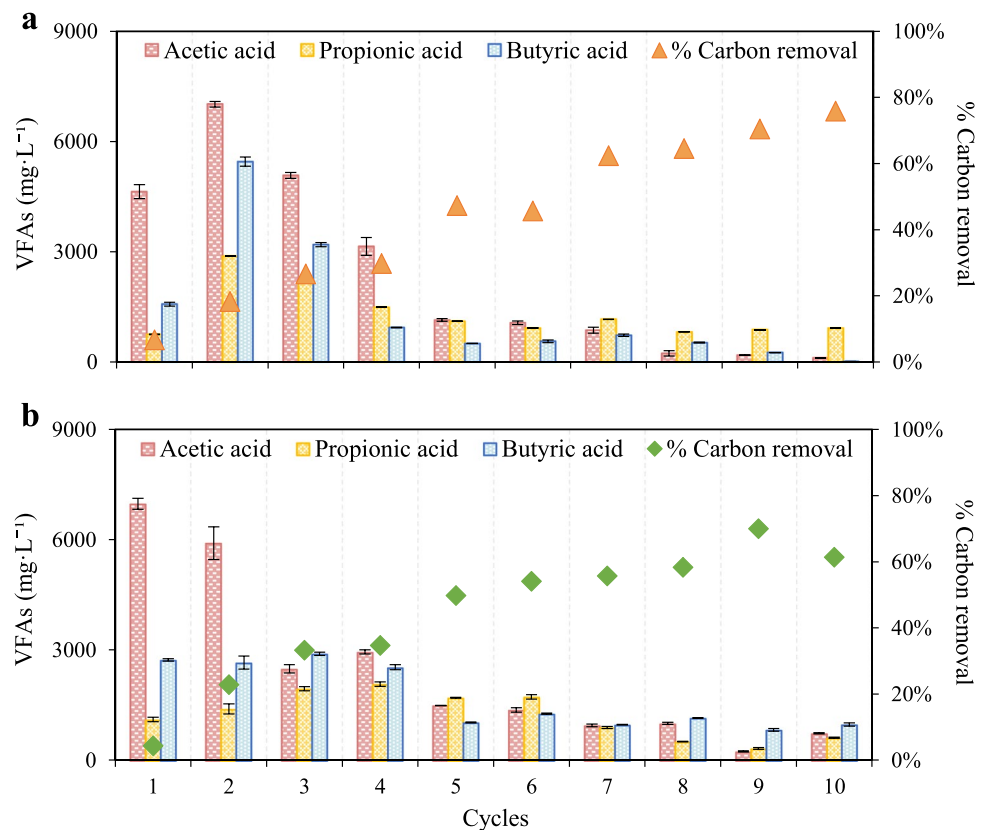 a
9000
6000
3000
0
VFAs (mg·L⁻¹)
Acetic acid Propionic acid Butyric acid % Carbon removal
100%
80%
60%
40%
20%
0%
% Carbon removal
b
9000
6000
3000
0
VFAs (mg·L⁻¹)
Acetic acid Propionic acid Butyric acid % Carbon removal
100%
80%
60%
40%
20%
0%
% Carbon removal
1 2 3 4 5 6 7 8 9 10
Cycles